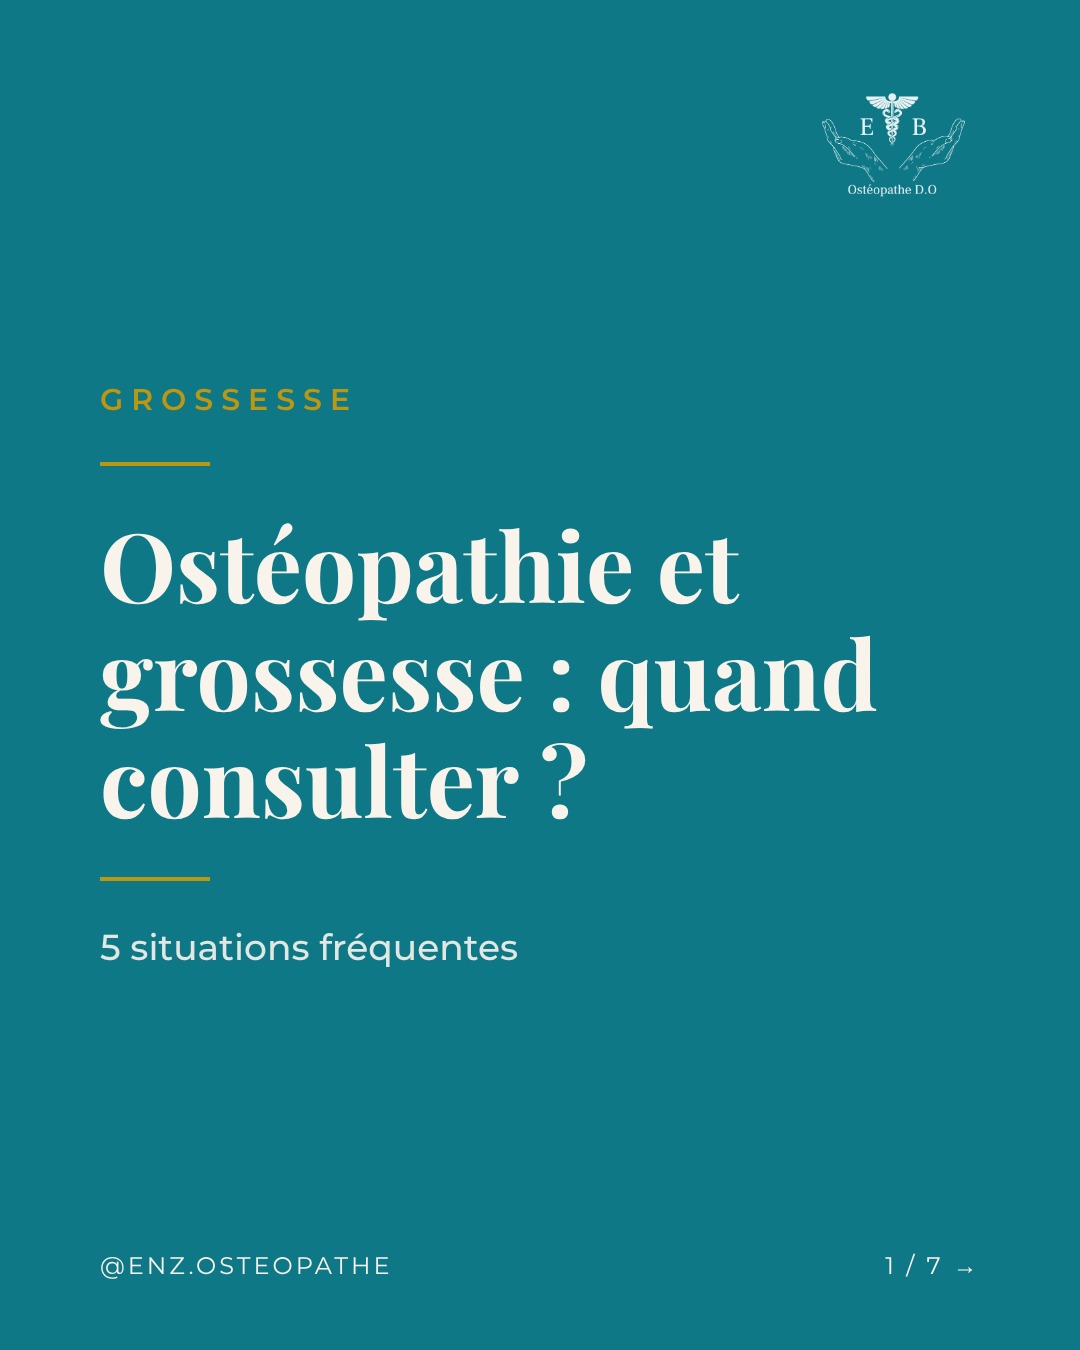 E B
Ostéopathe D.O
GROSSESSE
Ostéopathie et
grossesse : quand
consulter ?
5 situations fréquentes
@ENZ.OSTEOPATHE
1 / 7 →